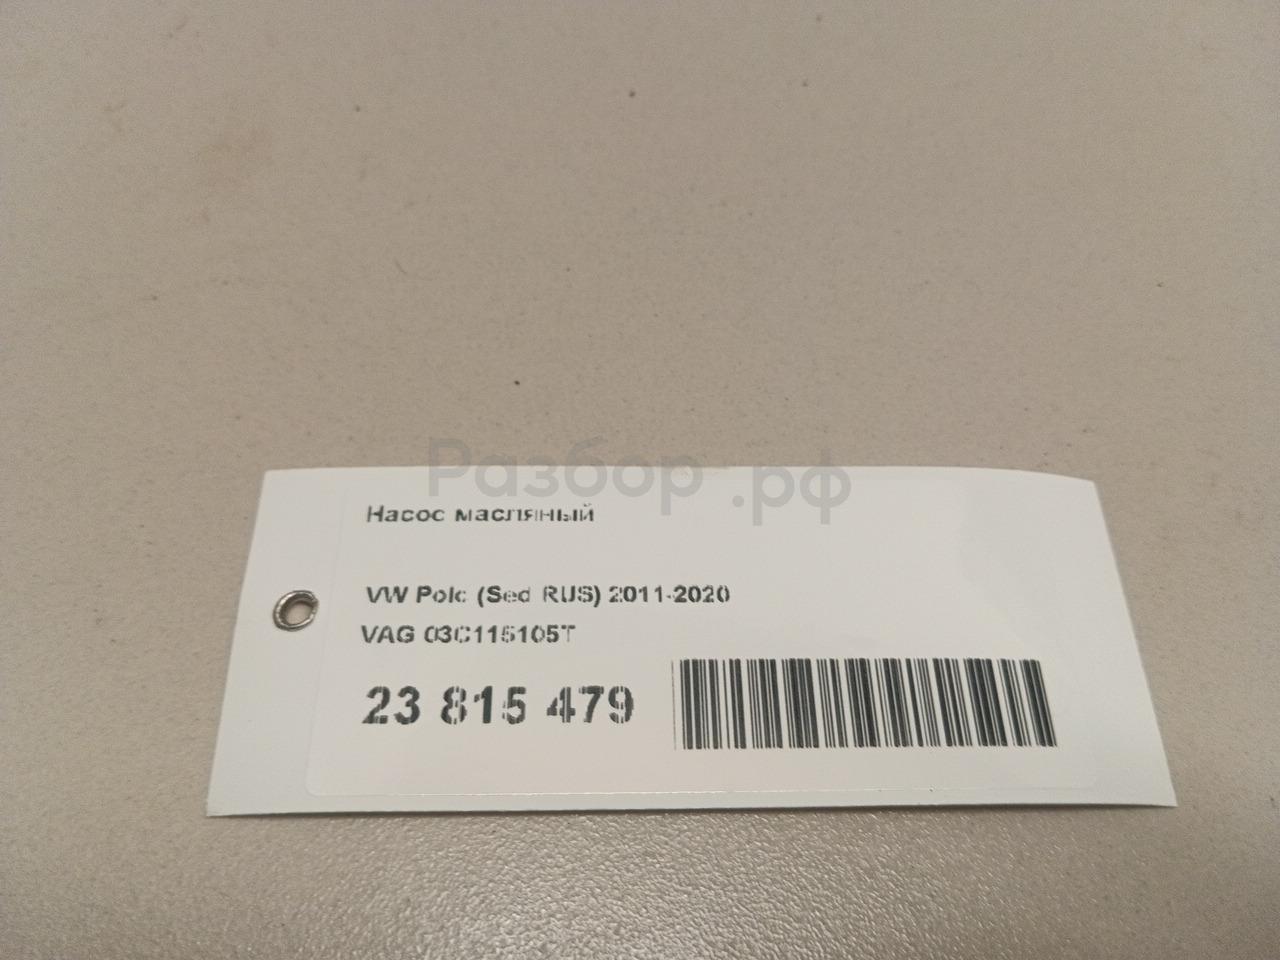 Разбор.рф
Насос масляный
VW Polo (Sed RUS) 2011-2020
VAG 03C115105T
23 815 479